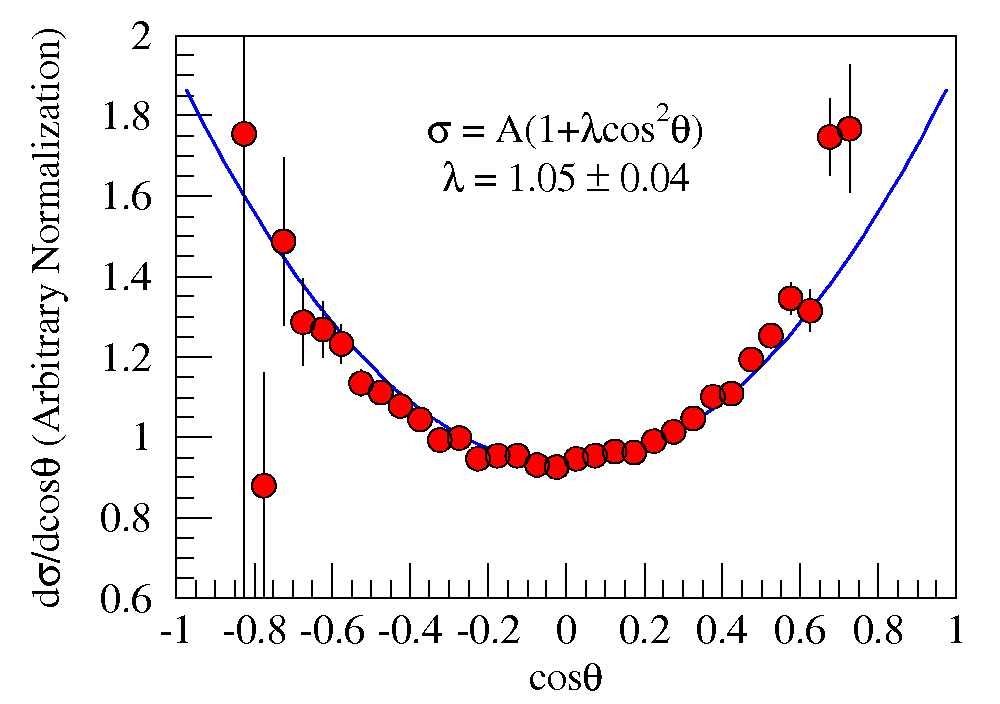 dσ/dcosθ (Arbitrary Normalization)
2
1.8
1.6
1.4
1.2
1
0.8
0.6
σ = A(1+λcos²θ)
λ = 1.05 ± 0.04
-1 -0.8 -0.6 -0.4 -0.2 0 0.2 0.4 0.6 0.8 1
cosθ